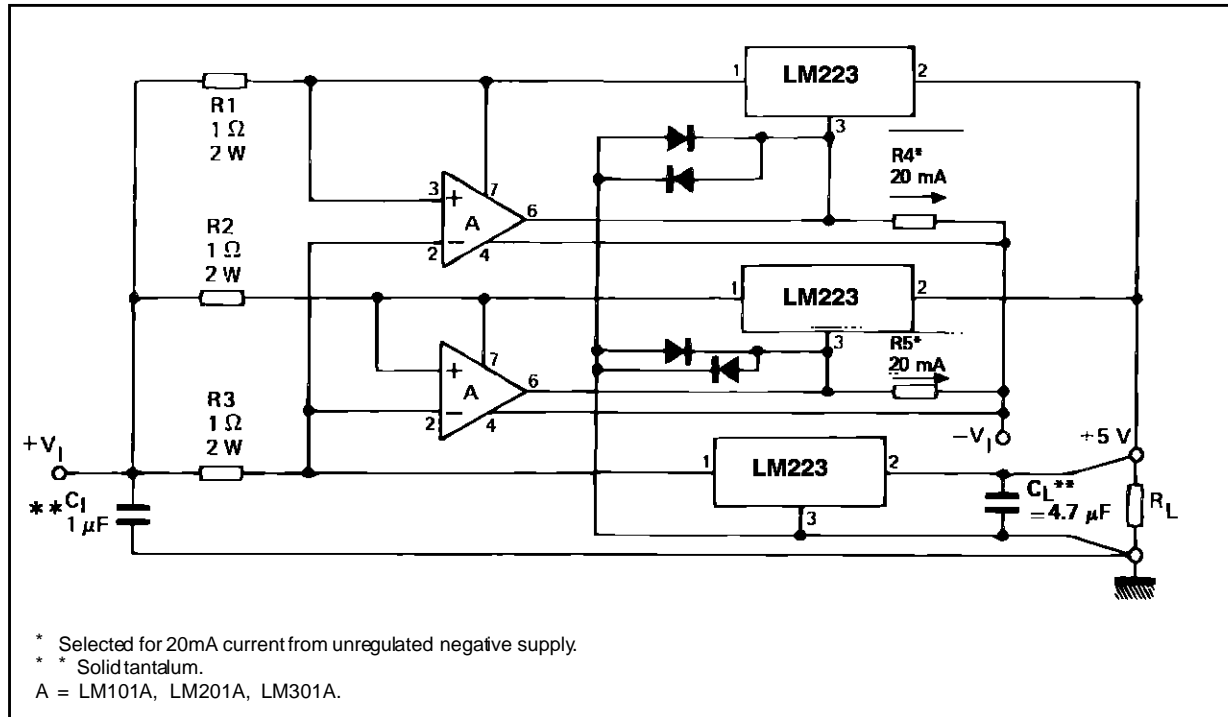 1 LM223 2
3
R1
1 Ω
2 W
R4*
20 mA
3 + 7
A 6
2 − 4
R2
1 Ω
2 W
1 LM223 2
3
R5*
20 mA
+ 7
A 6
2 − 4
R3
1 Ω
2 W
+VI
−VI
+5 V
1 LM223 2
3
** CI
1 μF
CL**
= 4.7 μF
RL
* Selected for 20mA current from unregulated negative supply.
* * Solid tantalum.
A = LM101A, LM201A, LM301A.